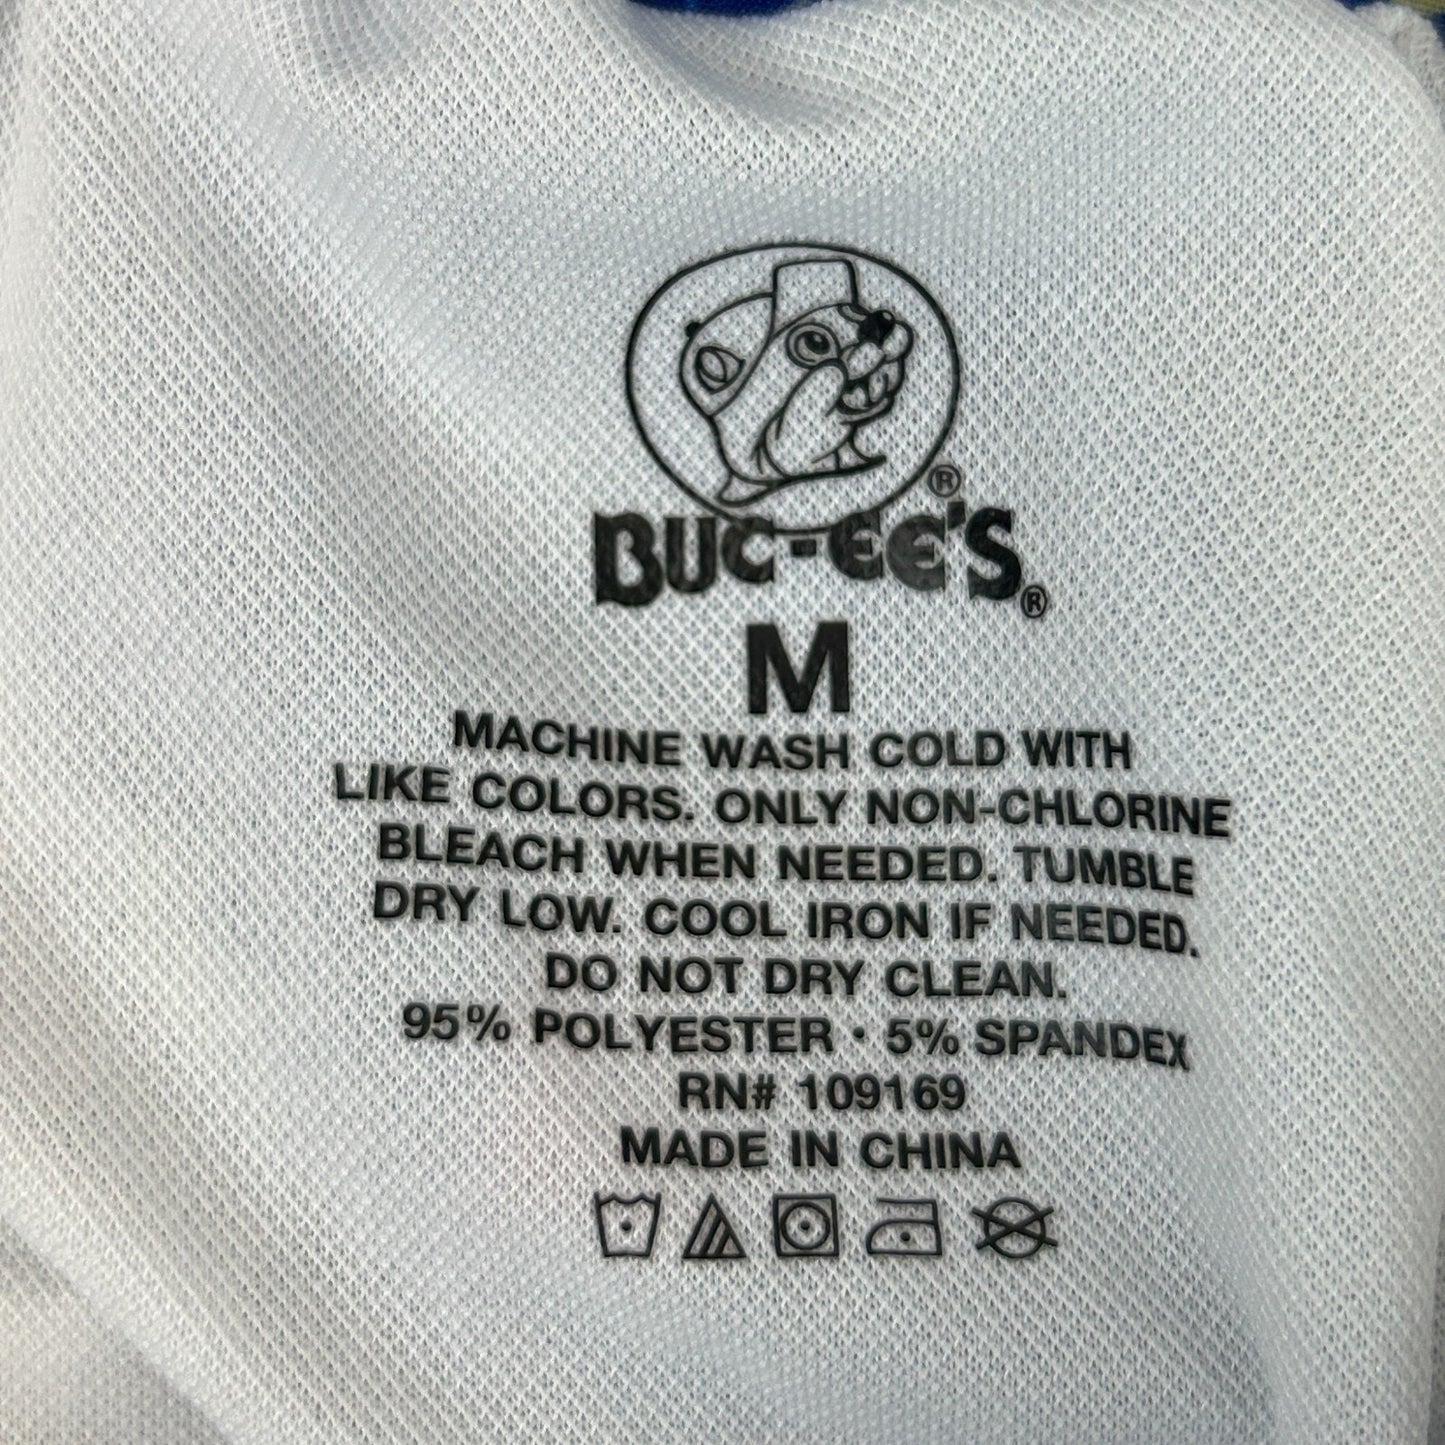 ®
BUC-EE'S®
M
MACHINE WASH COLD WITH
LIKE COLORS. ONLY NON-CHLORINE
BLEACH WHEN NEEDED. TUMBLE
DRY LOW. COOL IRON IF NEEDED.
DO NOT DRY CLEAN.
95% POLYESTER · 5% SPANDEX
RN# 109169
MADE IN CHINA